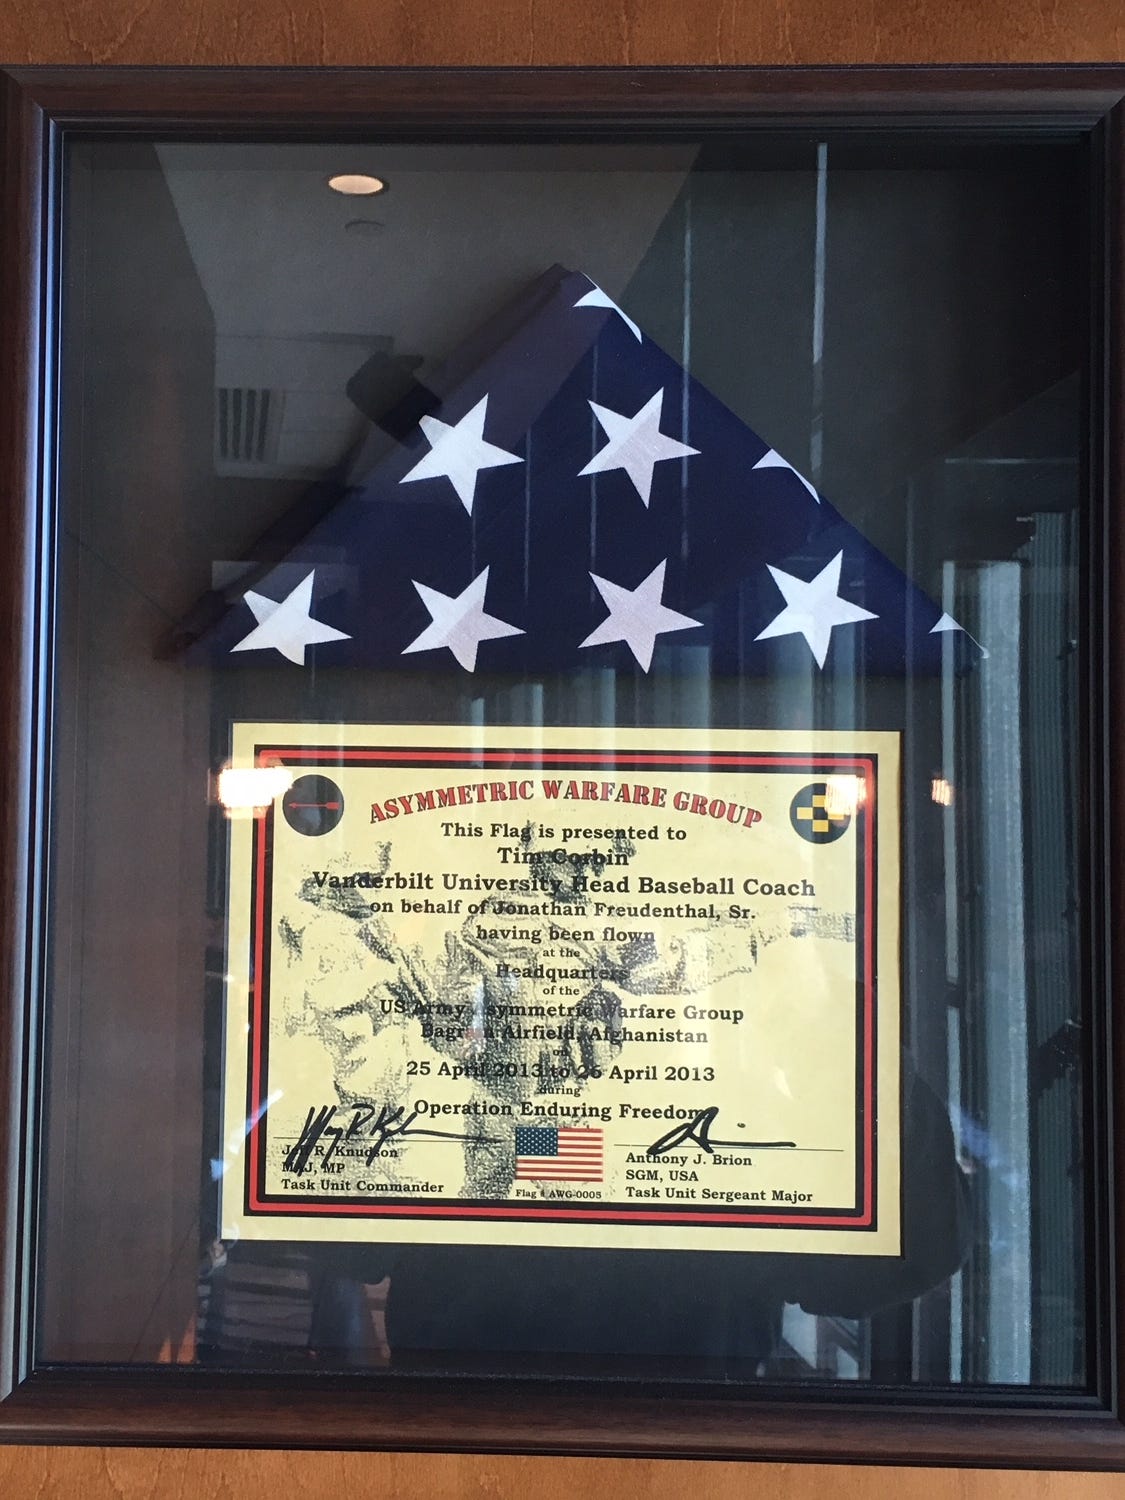 ASYMMETRIC WARFARE GROUP
This Flag is presented to
Tim Corbin
Vanderbilt University Head Baseball Coach
on behalf of Jonathan Freudenthal, Sr.
having been flown
at the
Headquarters
of the
US Army Asymmetric Warfare Group
Bagram Airfield, Afghanistan
on
25 April 2013 to 26 April 2013
during
Operation Enduring Freedom
Jeff R. Knudson
MAJ, MP
Task Unit Commander
Flag # AWG-0005
Anthony J. Brion
SGM, USA
Task Unit Sergeant Major